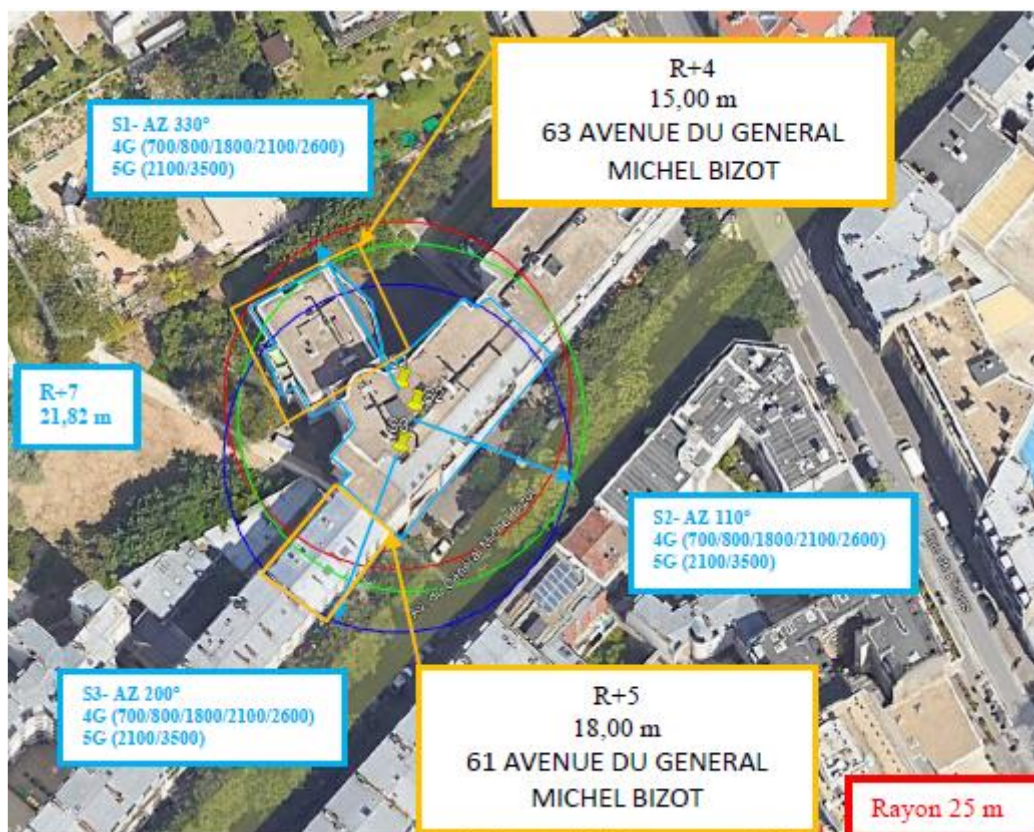 R+4
15,00 m
63 AVENUE DU GENERAL
MICHEL BIZOT
S1- AZ 330°
4G (700/800/1800/2100/2600)
5G (2100/3500)
R+7
21,82 m
S2- AZ 110°
4G (700/800/1800/2100/2600)
5G (2100/3500)
S3- AZ 200°
4G (700/800/1800/2100/2600)
5G (2100/3500)
R+5
18,00 m
61 AVENUE DU GENERAL
MICHEL BIZOT
Rayon 25 m